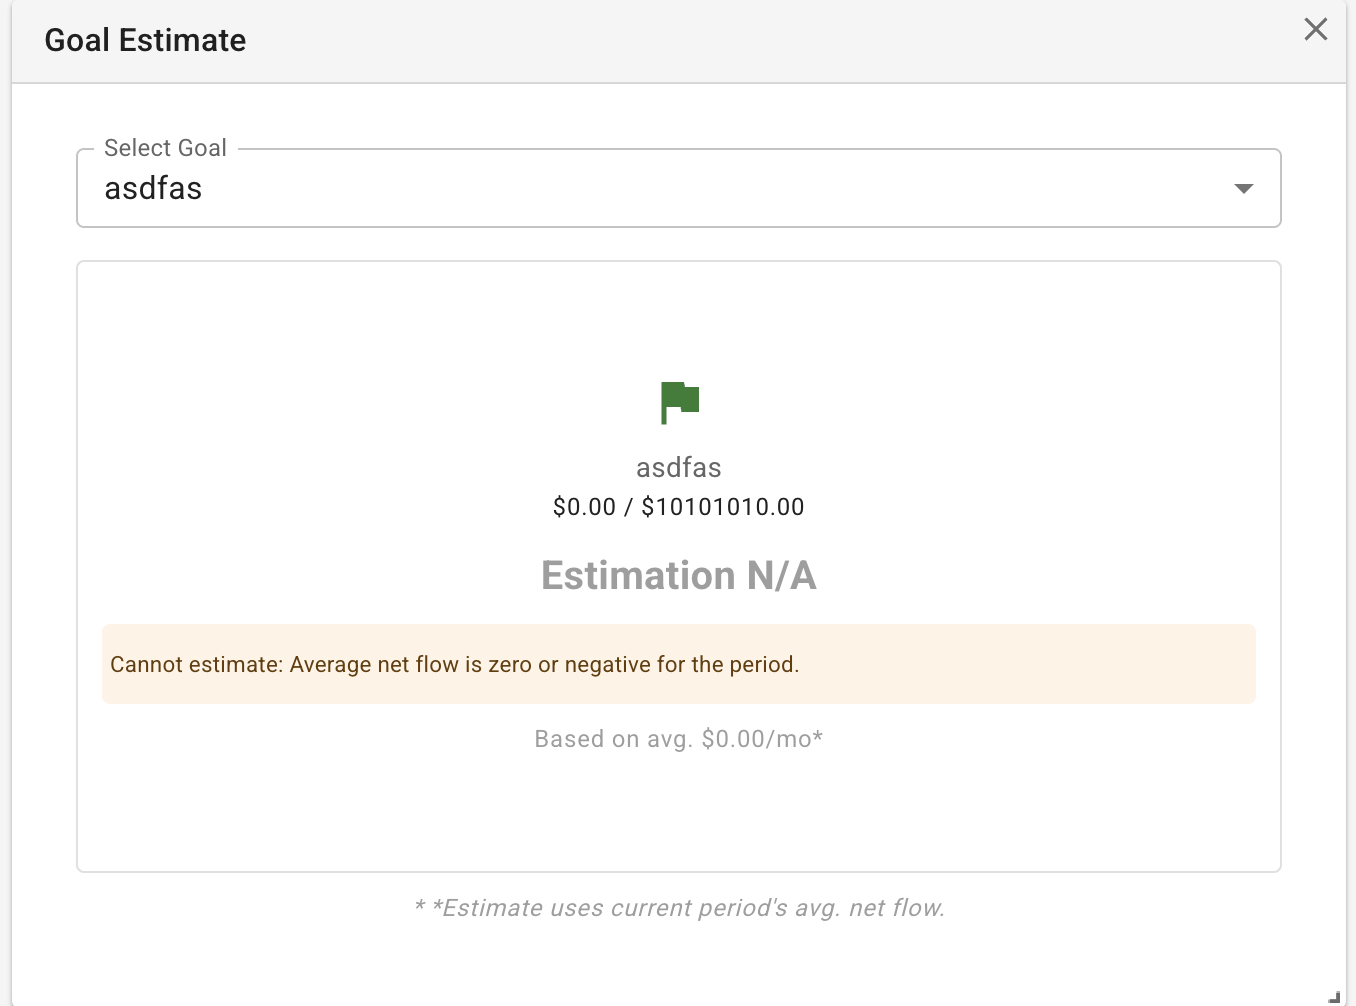 Goal Estimate
Select Goal
asdfas
asdfas
$0.00 / $10101010.00
Estimation N/A
Cannot estimate: Average net flow is zero or negative for the period.
Based on avg. $0.00/mo*
* *Estimate uses current period's avg. net flow.